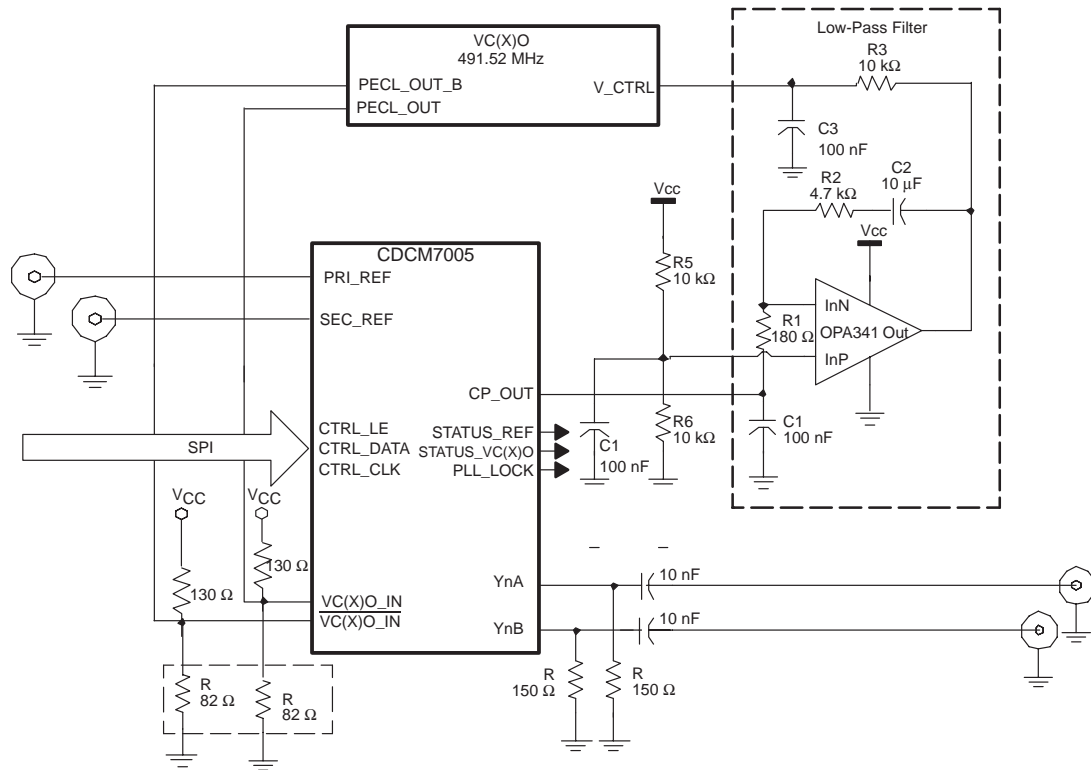 VC(X)O
491.52 MHz
PECL_OUT_B
PECL_OUT
V_CTRL
Low-Pass Filter
R3
10 kΩ
C3
100 nF
R2
4.7 kΩ
C2
10 μF
Vcc
Vcc
CDCM7005
PRI_REF
SEC_REF
R5
10 kΩ
InN
R1
180 Ω
OPA341 Out
InP
CP_OUT
CTRL_LE
CTRL_DATA
CTRL_CLK
SPI
STATUS_REF
STATUS_VC(X)O
PLL_LOCK
C1
100 nF
R6
10 kΩ
C1
100 nF
VCC
VCC
130 Ω
130 Ω
VC(X)O_IN
VC(X)O_IN
YnA
10 nF
YnB
10 nF
R
82 Ω
R
82 Ω
R
150 Ω
R
150 Ω